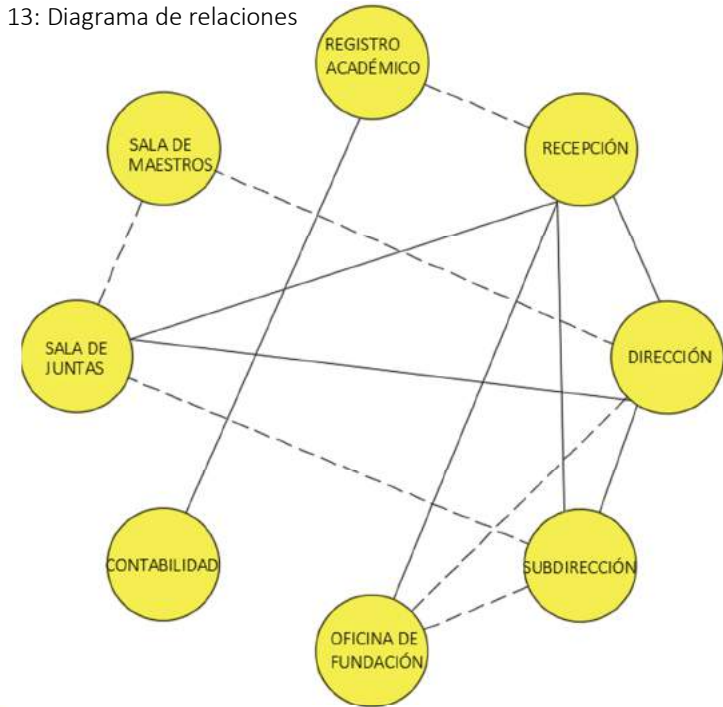 13: Diagrama de relaciones
REGISTRO
ACADÉMICO
SALA DE
MAESTROS
RECEPCIÓN
SALA DE
JUNTAS
DIRECCIÓN
CONTABILIDAD
SUBDIRECCIÓN
OFICINA DE
FUNDACIÓN